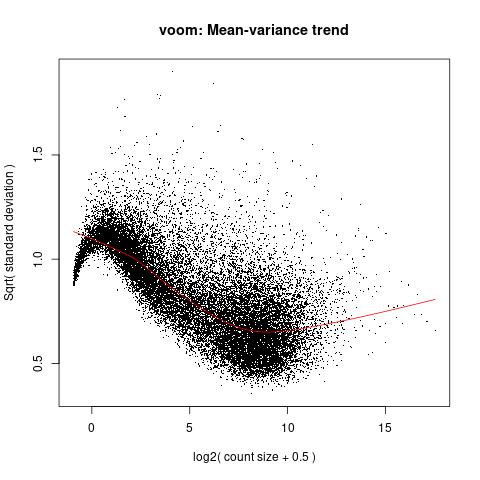 voom: Mean-variance trend
Sqrt( standard deviation )
1.5
1.0
0.5
0 5 10 15
log2( count size + 0.5 )